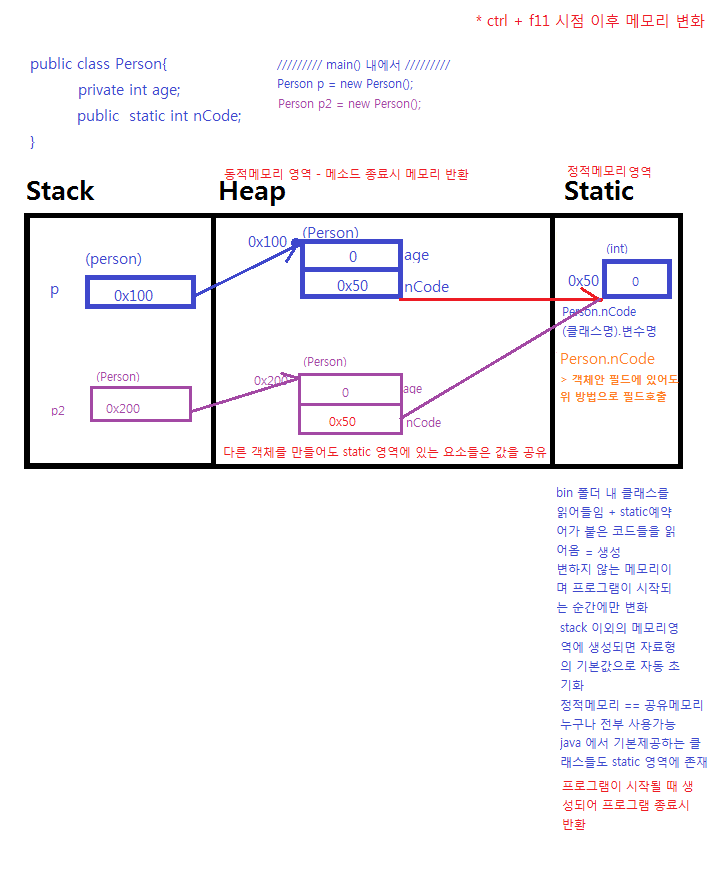 * ctrl + f11 시점 이후 메모리 변화
public class Person{
private int age;
public static int nCode;
}
///////// main() 내에서 /////////
Person p = new Person();
Person p2 = new Person();
동적메모리 영역 - 메소드 종료시 메모리 반환
정적메모리영역
Stack
Heap
Static
(person)
p
0x100
0x100
(Person)
0
age
0x50
nCode
(int)
0x50
0
Person.nCode
(클래스명).변수명
Person.nCode
> 객체안 필드에 있어도
위 방법으로 필드호출
(Person)
p2
0x200
0x200
(Person)
0
age
0x50
nCode
다른 객체를 만들어도 static 영역에 있는 요소들은 값을 공유
bin 폴더 내 클래스를
읽어들임 + static예약
어가 붙은 코드들을 읽
어옴 = 생성
변하지 않는 메모리이
며 프로그램이 시작되
는 순간에만 변화
stack 이외의 메모리영
역에 생성되면 자료형
의 기본값으로 자동 초
기화
정적메모리 == 공유메모리
누구나 전부 사용가능
java 에서 기본제공하는 클
래스들도 static 영역에 존재
프로그램이 시작될 때 생
성되어 프로그램 종료시
반환